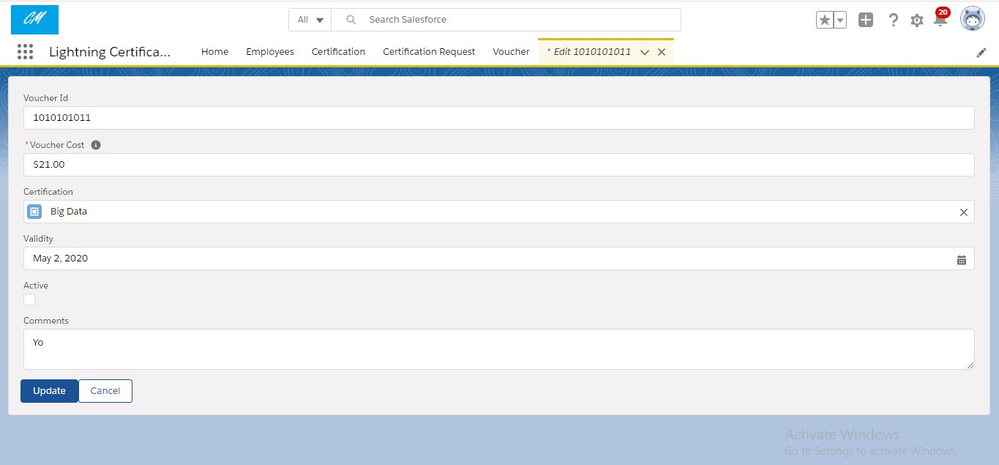 CM
All Search Salesforce
20
Lightning Certifica... Home Employees Certification Certification Request Voucher * Edit 1010101011
Voucher Id
1010101011
* Voucher Cost
$21.00
Certification
Big Data
Validity
May 2, 2020
Active
Comments
Yo
Update Cancel
Activate Windows
Go to Settings to activate Windows.